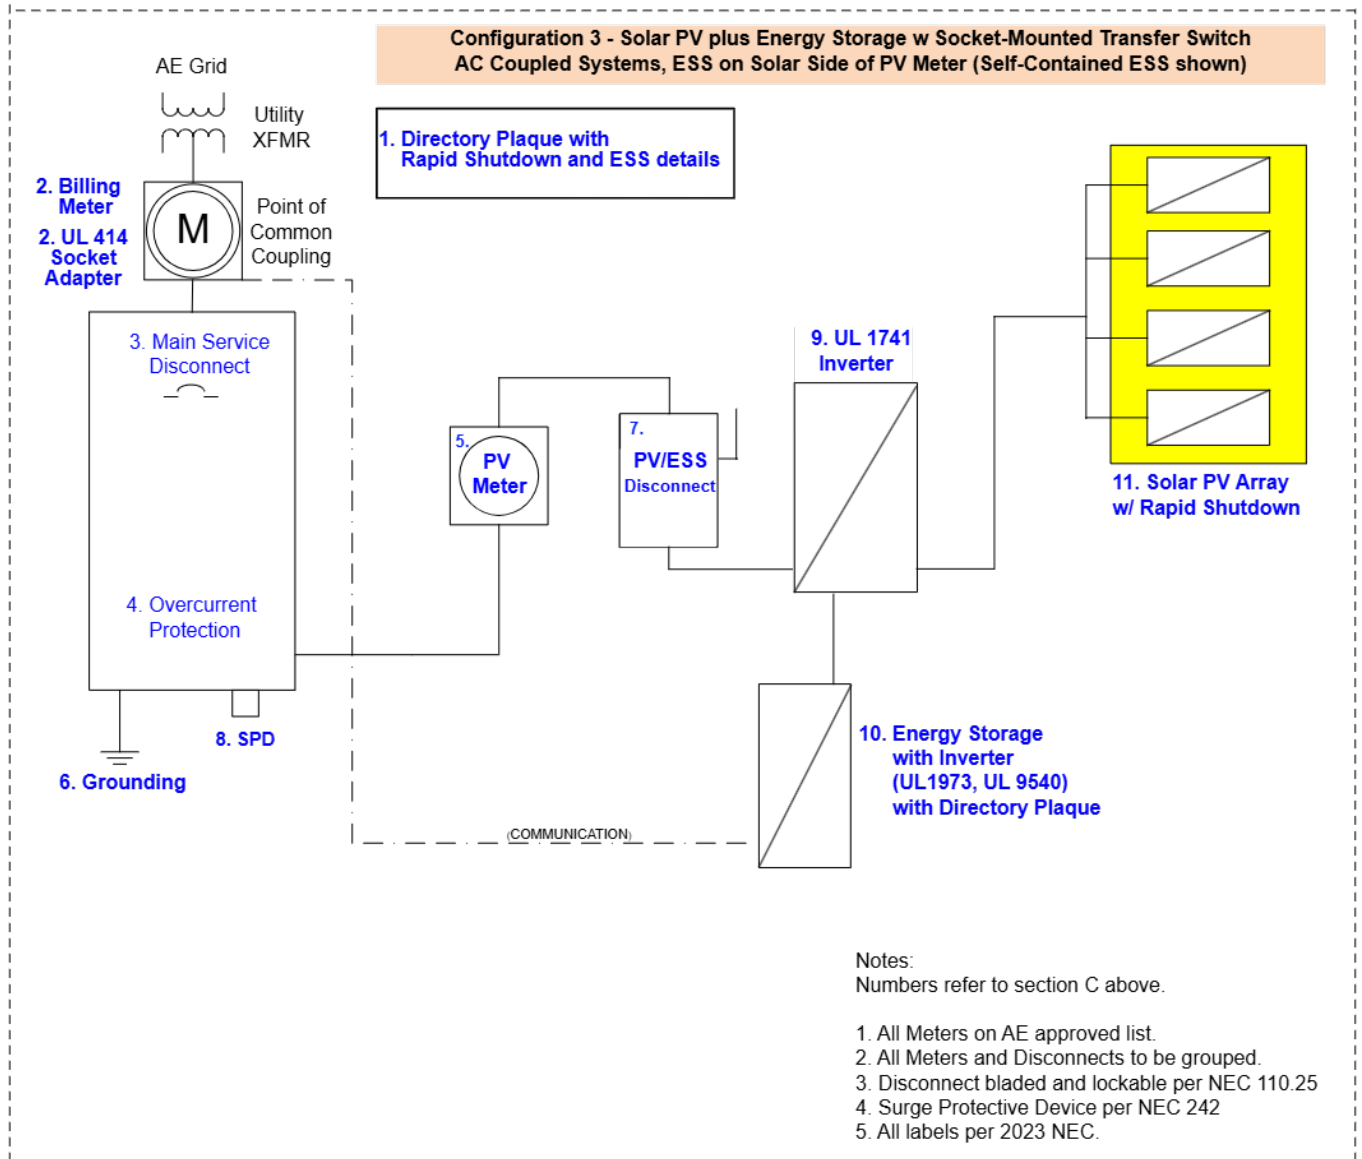 Configuration 3 - Solar PV plus Energy Storage w Socket-Mounted Transfer Switch
AC Coupled Systems, ESS on Solar Side of PV Meter (Self-Contained ESS shown)
AE Grid
Utility
XFMR
1. Directory Plaque with
Rapid Shutdown and ESS details
2. Billing
Meter
2. UL 414
Socket
Adapter
M
Point of
Common
Coupling
3. Main Service
Disconnect
4. Overcurrent
Protection
5.
PV
Meter
7.
PV/ESS
Disconnect
9. UL 1741
Inverter
11. Solar PV Array
w/ Rapid Shutdown
8. SPD
6. Grounding
10. Energy Storage
with Inverter
(UL1973, UL 9540)
with Directory Plaque
(COMMUNICATION)
Notes:
Numbers refer to section C above.
1. All Meters on AE approved list.
2. All Meters and Disconnects to be grouped.
3. Disconnect bladed and lockable per NEC 110.25
4. Surge Protective Device per NEC 242
5. All labels per 2023 NEC.